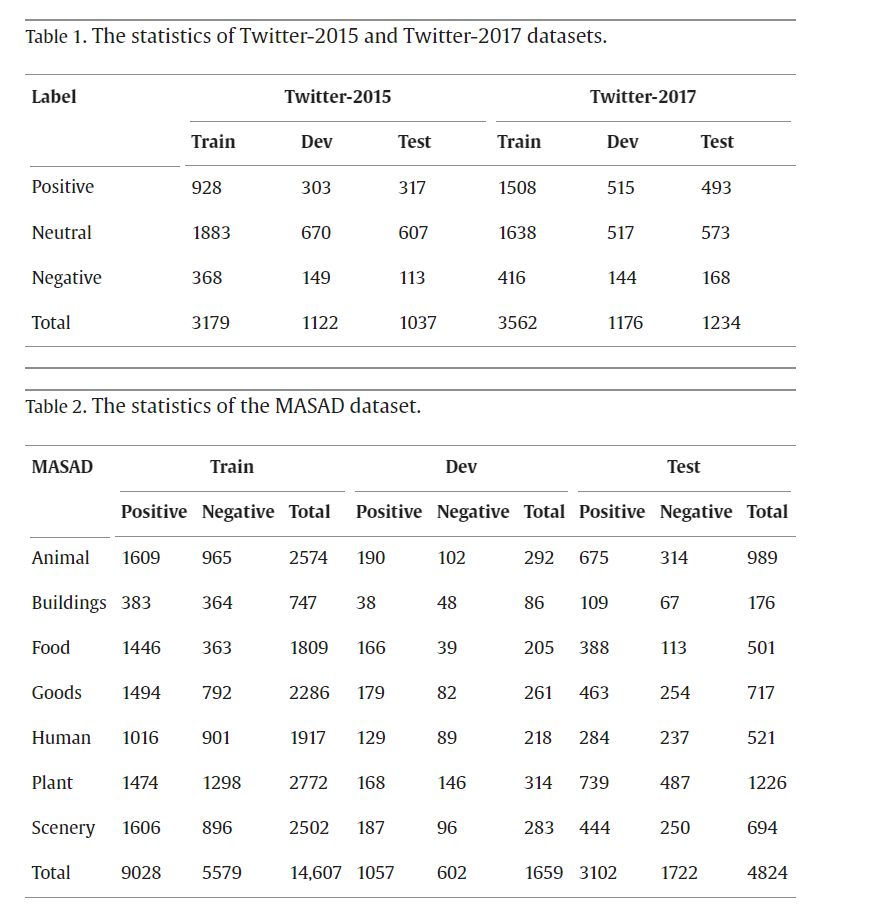 Table 1. The statistics of Twitter-2015 and Twitter-2017 datasets.
Label Twitter-2015 Twitter-2017
Train Dev Test Train Dev Test
Positive 928 303 317 1508 515 493
Neutral 1883 670 607 1638 517 573
Negative 368 149 113 416 144 168
Total 3179 1122 1037 3562 1176 1234
Table 2. The statistics of the MASAD dataset.
MASAD Train Dev Test
Positive Negative Total Positive Negative Total Positive Negative Total
Animal 1609 965 2574 190 102 292 675 314 989
Buildings 383 364 747 38 48 86 109 67 176
Food 1446 363 1809 166 39 205 388 113 501
Goods 1494 792 2286 179 82 261 463 254 717
Human 1016 901 1917 129 89 218 284 237 521
Plant 1474 1298 2772 168 146 314 739 487 1226
Scenery 1606 896 2502 187 96 283 444 250 694
Total 9028 5579 14,607 1057 602 1659 3102 1722 4824